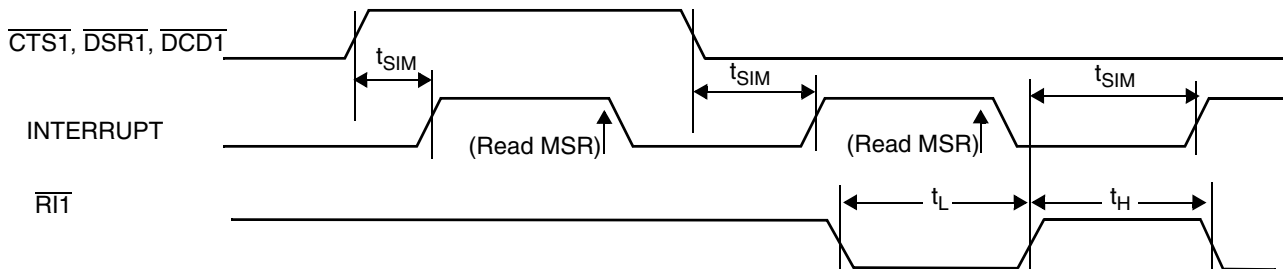 CTS1, DSR1, DCD1
tSIM
tSIM
tSIM
INTERRUPT
(Read MSR)
(Read MSR)
RI1
tL
tH